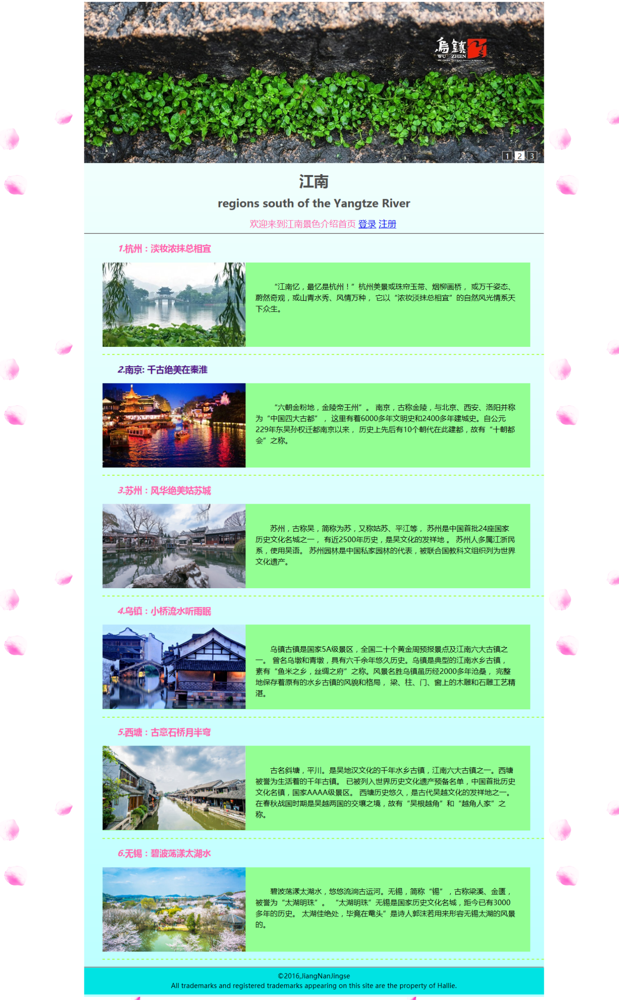 烏鎮
WU ZHEN
1 2 3
江南
regions south of the Yangtze River
欢迎来到江南景色介绍首页 登录 注册
1.杭州：淡妆浓抹总相宜
“江南忆，最忆是杭州！”杭州美景或珠帘玉带、烟柳画桥， 或万千姿态、
蔚然奇观，或山青水秀、风情万种， 它以“浓妆淡抹总相宜”的自然风光情系天
下众生。
2.南京: 千古绝美在秦淮
“六朝金粉地，金陵帝王州”。 南京，古称金陵，与北京、西安、洛阳并称
为“中国四大古都”， 这里有着6000多年文明史和2400多年建城史。自公元
229年东吴孙权迁都南京以来， 历史上先后有10个朝代在此建都，故有“十朝都
会”之称。
3.苏州：风华绝美姑苏城
苏州，古称吴，简称为苏，又称姑苏、平江等， 苏州是中国首批24座国家
历史文化名城之一， 有近2500年历史，是吴文化的发祥地 。 苏州人多属江浙民
系，使用吴语。 苏州园林是中国私家园林的代表，被联合国教科文组织列为世界
文化遗产。
4.乌镇：小桥流水听雨眠
乌镇古镇是国家5A级景区，全国二十个黄金周预报景点及江南六大古镇之
一。 曾名乌墩和青墩，具有六千余年悠久历史。乌镇是典型的江南水乡古镇，
素有“鱼米之乡，丝绸之府”之称。风景名胜乌镇虽历经2000多年沧桑， 完整
地保存着原有的水乡古镇的风貌和格局， 梁、柱、门、窗上的木雕和石雕工艺精
湛。
5.西塘：古意石桥月半弯
古名斜塘，平川。是吴地汉文化的千年水乡古镇，江南六大古镇之一。西塘
被誉为生活着的千年古镇。 已被列入世界历史文化遗产预备名单，中国首批历史
文化名镇，国家AAAA级景区。 西塘历史悠久，是古代吴越文化的发祥地之一。
在春秋战国时期是吴越两国的交壤之境，故有“吴根越角”和“越角人家”之
称。
6.无锡：碧波荡漾太湖水
碧波荡漾太湖水，悠悠流淌古运河。无锡，简称“锡”，古称梁溪、金匮，
被誉为“太湖明珠”。 “太湖明珠”无锡是国家历史文化名城，距今已有3000
多年的历史。 太湖佳绝处，毕竟在鼋头”是诗人郭沫若用来形容无锡太湖的风景
的。
©2016,JiangNanJingse
All trademarks and registered trademarks appearing on this site are the property of Hallie.